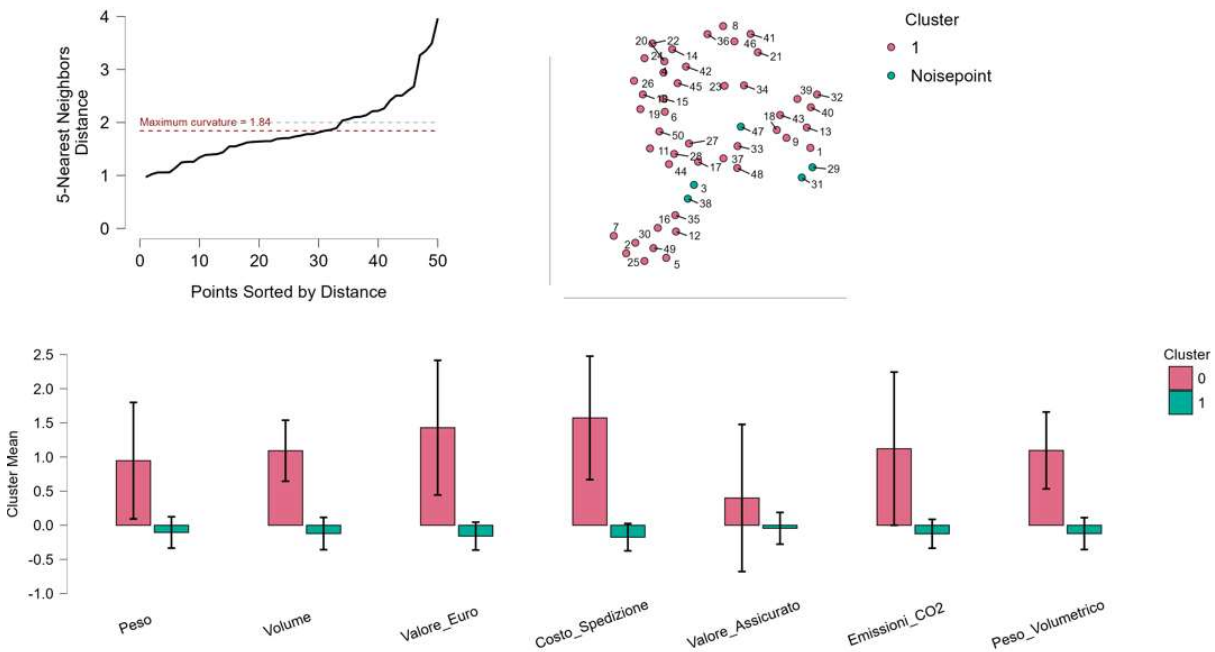 4
3
2
1
0
5-Nearest Neighbors
Distance
Maximum curvature = 1.84
0 10 20 30 40 50
Points Sorted by Distance
Cluster
1
Noisepoint
8
20 22 36 41
46
24 14 21
4 42
26 45 23 34
39 32
18 15
19 6 18 43 40
50 47 13
27 9
11 28 33 1
44 17 37 48 29
31
3
38
7 16 35
30 12
2 49
25 5
Cluster
0
1
Cluster Mean
2.5
2.0
1.5
1.0
0.5
0.0
-0.5
-1.0
Peso Volume Valore_Euro Costo_Spedizione Valore_Assicurato Emissioni_CO2 Peso_Volumetrico